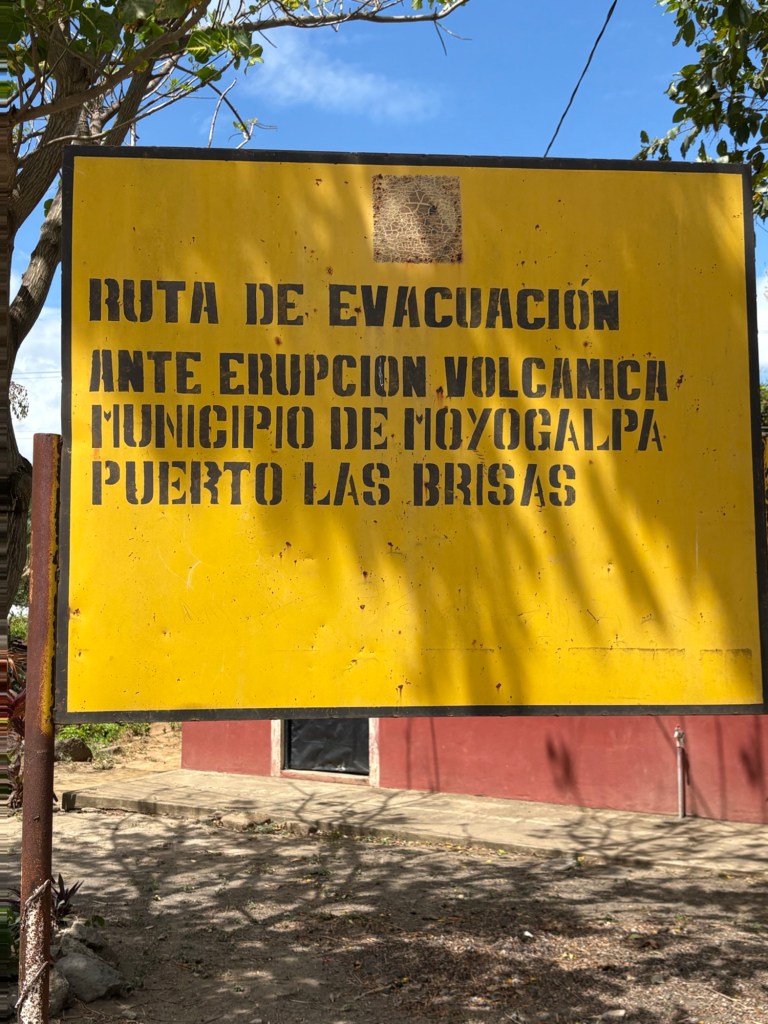 RUTA DE EVACUACIÓN
ANTE ERUPCION VOLCANICA
MUNICIPIO DE MOYOGALPA
PUERTO LAS BRISAS